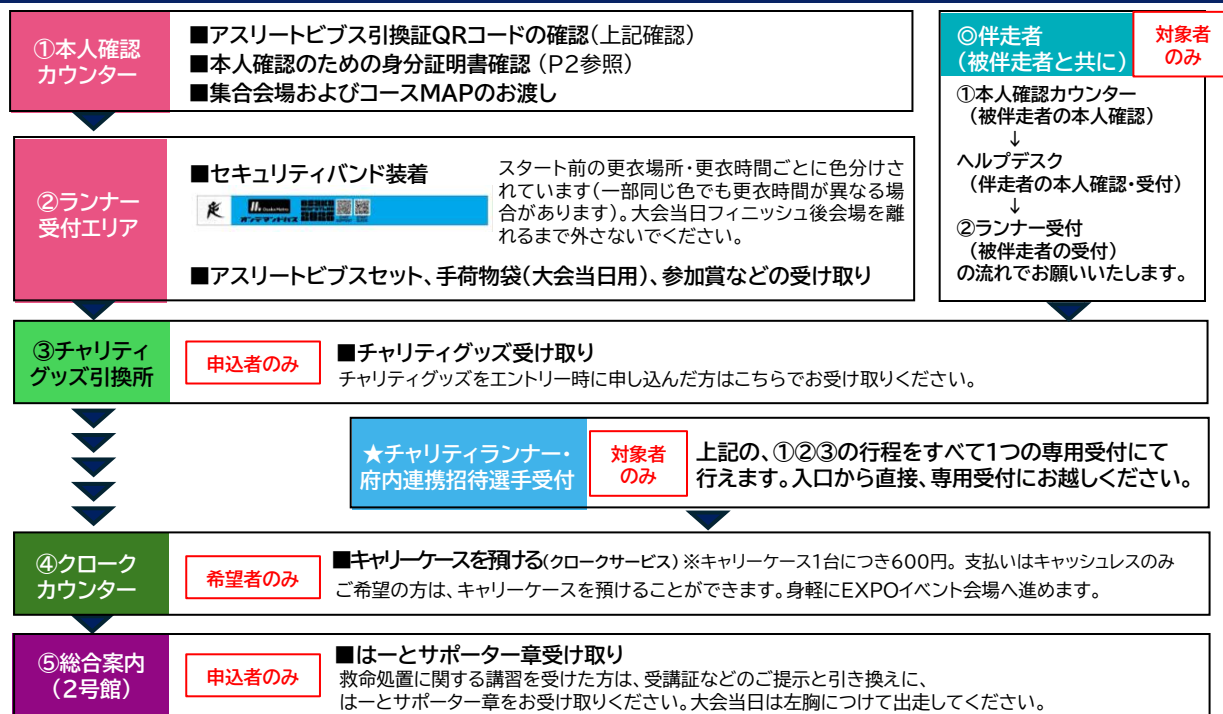 ①本人確認
カウンター
■アスリートビブス引換証QRコードの確認(上記確認)
■本人確認のための身分証明書確認 (P2参照)
■集合会場およびコースMAPのお渡し
◎伴走者
(被伴走者と共に)
対象者
のみ
①本人確認カウンター
(被伴走者の本人確認)
↓
ヘルプデスク
(伴走者の本人確認・受付)
↓
②ランナー受付
(被伴走者の受付)
の流れでお願いいたします。
②ランナー
受付エリア
■セキュリティバンド装着
オンデマンドバス
スタート前の更衣場所・更衣時間ごとに色分けさ
れています(一部同じ色でも更衣時間が異なる場
合があります)。大会当日フィニッシュ後会場を離
れるまで外さないでください。
■アスリートビブスセット、手荷物袋(大会当日用)、参加賞などの受け取り
③チャリティ
グッズ引換所
申込者のみ
■チャリティグッズ受け取り
チャリティグッズをエントリー時に申し込んだ方はこちらでお受け取りください。
★チャリティランナー・
府内連携招待選手受付
対象者
のみ
上記の、①②③の行程をすべて1つの専用受付にて
行えます。入口から直接、専用受付にお越しください。
④クローク
カウンター
希望者のみ
■キャリーケースを預ける(クロークサービス) ※キャリーケース1台につき600円。支払いはキャッシュレスのみ
ご希望の方は、キャリーケースを預けることができます。身軽にEXPOイベント会場へ進めます。
⑤総合案内
(2号館)
申込者のみ
■はーとサポーター章受け取り
救命処置に関する講習を受けた方は、受講証などのご提示と引き換えに、
はーとサポーター章をお受け取りください。大会当日は左胸につけて出走してください。